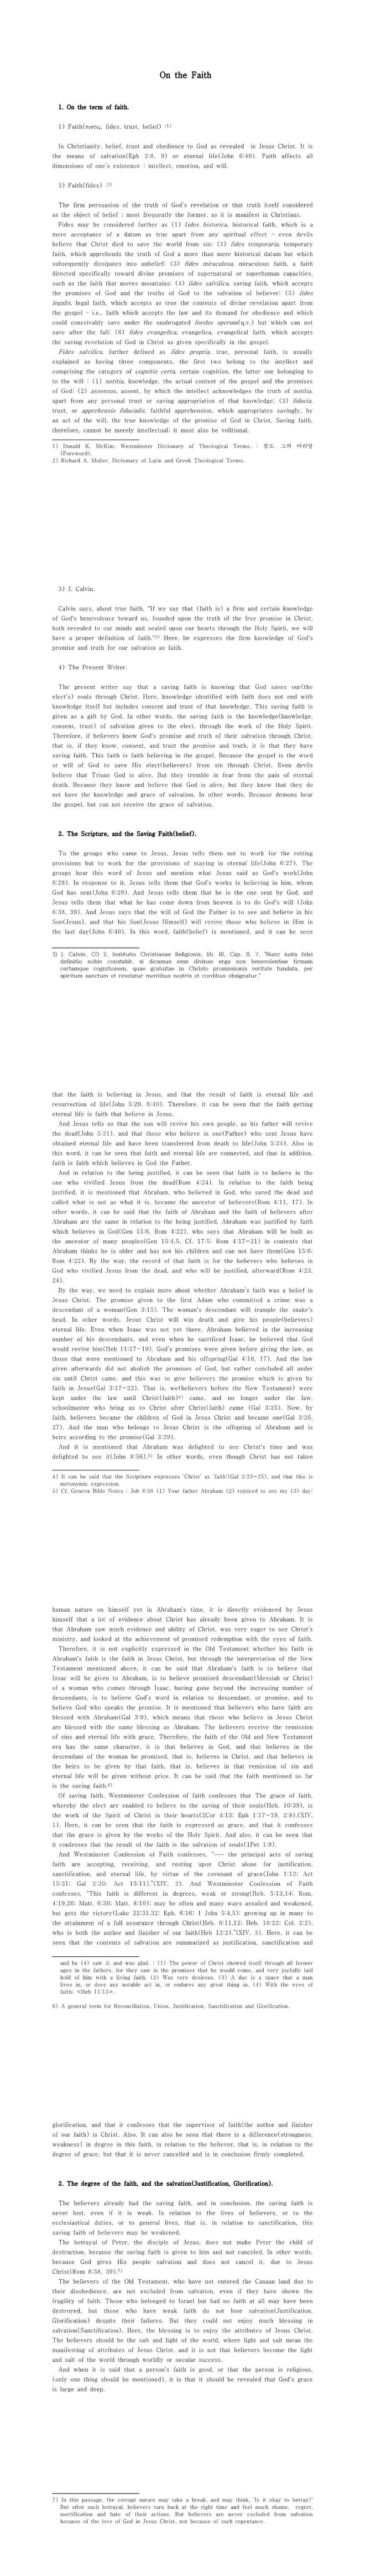 On the Faith
1. On the term of faith.
1) Faith(πιστις, fides, trust, belief) :1)
In Christianity, belief, trust and obedience to God as revealed in Jesus Christ. It is
the means of salvation(Eph 2:8, 9) or eternal life(John 6:40). Faith affects all
dimensions of one's existence : intellect, emotion, and will.
2) Faith(fides) :2)
The firm persuasion of the truth of God's revelation or that truth itself considered
as the object of belief ; most frequently the former, as it is manifest in Christians.
Fides may be considered further as (1) fides historica, historical faith, which is a
mere acceptance of a datum as true apart from any spiritual effect - even devils
believe that Christ died to save the world from sin; (2) fides temporaria, temporary
faith, which apprehends the truth of God a more than mere historical datum but which
subsequently dissipates into unbelief; (3) fides miraculosa, miraculous faith, a faith
directed specifically toward divine promises of supernatural or superhuman capacities,
such as the faith that moves mountains; (4) fides salvifica, saving faith, which accepts
the promises of God and the truths of God to the salvation of believer; (5) fides
legalis, legal faith, which accepts as true the contents of divine revelation apart from
the gospel - i.e., faith which accepts the law and its demand for obedience and which
could conceivably save under the unabrogated foedus operum(q.v.) but which can not
save after the fall; (6) fides evangelica, evangelica, evangelical faith, which accepts
the saving revelation of God in Christ as given specifically in the gospel.
Fides salvifica, further defined as fides propria, true, personal faith, is usually
explained as having three components, the first two belong to the intellect and
comprising the category of cognitio certa, certain cognition, the latter one belonging to
to the will : (1) notitia, knowledge, the actual content of the gospel and the promises
of God; (2) assensus, assent, by which the intellect acknowledges the truth of notitia,
apart from any personal trust or saving appropriation of that knowledge; (3) fiducia,
trust, or apprehensio fiducialis, faithful apprehension, which appropriates savingly, by
an act of the will, the true knowledge of the promise of God in Christ. Saving faith,
therefore, cannot be merely intellectual; it must also be volitional.
1) Donald K. McKim, Westminster Dictionary of Theological Terms. : 칭도, 그의 머리말
(Foreword).
2) Richard A. Muller, Dictionary of Latin and Greek Theological Terms.
3) J. Calvin.
Calvin says, about true faith, "If we say that (faith is) a firm and certain knowledge
of God's benevolence toward us, founded upon the truth of the free promise in Christ,
both revealed to our minds and sealed upon our hearts through the Holy Spirit, we will
have a proper definition of faith."3) Here, he expresses the firm knowledge of God's
promise and truth for our salvation as faith.
4) The Present Writer.
The present writer say that a saving faith is knowing that God saves our(the
elect's) souls through Christ. Here, knowledge identified with faith does not end with
knowledge itself but includes consent and trust of that knowledge. This saving faith is
given as a gift by God. In other words, the saving faith is the knowledge(knowledge,
consent, trust) of salvation given to the elect, through the work of the Holy Spirit.
Therefore, if believers know God's promise and truth of their salvation through Christ,
that is, if they know, consent, and trust the promise and truth, it is that they have
saving faith. This faith is faith believing in the gospel. Because the gospel is the word
or will of God to save His elect(believers) from sin through Christ. Even devils
believe that Triune God is alive. But they tremble in fear from the pain of eternal
death. Because they know and believe that God is alive, but they know that they do
not have the knowledge and grace of salvation. In other words, Because demons hear
the gospel, but can not receive the grace of salvation.
2. The Scripture, and the Saving Faith(belief).
To the groups who came to Jesus, Jesus tells them not to work for the rotting
provisions but to work for the provisions of staying in eternal life(John 6:27). The
groups hear this word of Jesus and mention what Jesus said as God's work(John
6:28). In response to it, Jesus tells them that God's works is believing in him, whom
God has sent(John 6:29). And Jesus tells them that he is the one sent by God, and
Jesus tells them that what he has come down from heaven is to do God's will (John
6:38, 39). And Jesus says that the will of God the Father is to see and believe in his
Son(Jesus), and that his Son(Jesus Himself) will revive those who believe in Him in
the last day(John 6:40). In this word, faith(belief) is mentioned, and it can be seen
3) J. Calvin, CO 2, Institutio Christianae Religionis, lib. III, Cap. II, 7. "Nunc iusta fidei
definitio nobis constabit, si dicamus esse divinae erga nos benevolentiae firmam
certamque cognitionem, quae gratuitae in Christo promissionis veritate fundata, per
spiritum sanctum et revelatur mentibus nostris et cordibus obsignatur."
that the faith is believing in Jesus, and that the result of faith is eternal life and
resurrection of life(John 5:29, 6:40). Therefore, it can be seen that the faith getting
eternal life is faith that believe in Jesus.
And Jesus tells us that the son will revive his own people, as his father will revive
the dead(John 5:21), and that those who believe in one(Father) who sent Jesus have
obtained eternal life and have been transferred from death to life(John 5:24). Also in
this word, it can be seen that faith and eternal life are connected, and that in addition,
faith is faith which believes in God the Father.
And in relation to the being justified, it can be seen that faith is to believe in the
one who vivified Jesus from the dead(Rom 4:24). In relation to the faith being
justified, it is mentioned that Abraham, who believed in God, who saved the dead and
called what is not as what it is, became the ancestor of believers(Rom 4:11, 17). In
other words, it can be said that the faith of Abraham and the faith of believers after
Abraham are the same in relation to the being justified. Abraham was justified by faith
which believes in God(Gen 15:6, Rom 4:22), who says that Abraham will be built as
the ancestor of many peoples(Gen 15:4,5, Cf. 17:5; Rom 4:17-21) in contexts that
Abraham thinks he is older and has not his children and can not have them(Gen 15:6;
Rom 4:22). By the way, the record of that faith is for the believers who believes in
God who vivified Jesus from the dead, and who will be justified, afterward(Rom 4:23,
24).
By the way, we need to explain more about whether Abraham's faith was a belief in
Jesus Christ. The promise given to the first Adam who committed a crime was a
descendant of a woman(Gen 3:15). The woman's descendant will trample the snake's
head. In other words, Jesus Christ will win death and give his people(believers)
eternal life. Even when Isaac was not yet there, Abraham believed in the increasing
number of his descendants, and even when he sacrificed Isaac, he believed that God
would revive him(Heb 11:17-19). God's promises were given before giving the law, as
those that were mentioned to Abraham and his offspring(Gal 4:16, 17). And the law
given afterwards did not abolish the promises of God, but rather concluded all under
sin until Christ came, and this was to give believers the promise which is given by
faith in Jesus(Gal 3:17-22). That is, we(believers before the New Testament) were
kept under the law until Christ(faith)4) came, and no longer under the law,
schoolmaster who bring us to Christ after Christ(faith) came (Gal 3:25). Now, by
faith, believers became the children of God in Jesus Christ and became one(Gal 3:26,
27). And the man who belongs to Jesus Christ is the offspring of Abraham and is
heirs according to the promise(Gal 3:29).
And it is mentioned that Abraham was delighted to see Christ's time and was
delighted to see it(John 8:56).5) In other words, even though Christ has not taken
4) It can be said that the Scripture expresses 'Christ' as 'faith'(Gal 3:23-25), and that this is
metonymic expression.
5) Cf. Geneva Bible Notes : Joh 8:56 (1) Your father Abraham (2) rejoiced to see my (3) day:
human nature on himself yet in Abraham's time, it is directly evidenced by Jesus
himself that a lot of evidence about Christ has already been given to Abraham. It is
that Abraham saw much evidence and ability of Christ, was very eager to see Christ's
ministry, and looked at the achievement of promised redemption with the eyes of faith.
Therefore, it is not explicitly expressed in the Old Testament whether his faith in
Abraham's faith is the faith in Jesus Christ, but through the interpretation of the New
Testament mentioned above, it can be said that Abraham's faith is to believe that
Issac will be given to Abraham, is to believe promised descendant(Messiah or Christ)
of a woman who comes through Isaac, having gone beyond the increasing number of
descendants, is to believe God's word in relation to descendant, or promise, and to
believe God who speaks the promise. It is mentioned that believers who have faith are
blessed with Abraham(Gal 3:9), which means that those who believe in Jesus Christ
are blessed with the same blessing as Abraham. The believers receive the remission
of sins and eternal life with grace. Therefore, the faith of the Old and New Testament
era has the same character, it is that believes in God, and that believes in the
descendant of the woman he promised, that is, believes in Christ, and that believes in
the heirs to be given by that faith, that is, believes in that remission of sin and
eternal life will be given without price. It can be said that the faith mentioned so far
is the saving faith.6)
Of saving faith, Westminster Confession of faith confesses that The grace of faith,
whereby the elect are enabled to believe to the saving of their souls(Heb. 10:39), is
the work of the Spirit of Christ in their hearts(2Cor 4:13; Eph 1:17-19, 2:8).(XIV,
1). Here, it can be seen that the faith is expressed as grace, and that it confesses
that the grace is given by the works of the Holy Spirit. And also, it can be seen that
it confesses that the result of the faith is the salvation of souls(1Pet 1:9).
And Westminster Confession of Faith confesses, "---- the principal acts of saving
faith are accepting, receiving, and resting upon Christ alone for justification,
sanctification, and eternal life, by virtue of the covenant of grace(John 1:12; Act
15:31; Gal 2:20; Act 15:11)."(XIV, 2). And Westminster Confession of Faith
confesses, "This faith is different in degrees, weak or strong(Heb. 5:13,14; Rom.
4:19,20; Matt. 6:30; Matt. 8:10); may be often and many ways assailed and weakened,
but gets the victory(Luke 22:31,32; Eph. 6:16; 1 John 5:4,5); growing up in many to
the attainment of a full assurance through Christ(Heb. 6:11,12; Heb. 10:22; Col. 2:2),
who is both the author and finisher of our faith(Heb 12:2)."(XIV, 3). Here, it can be
seen that the contents of salvation are summarized as justification, sanctification and
and he (4) saw it, and was glad. : (1) The power of Christ showed itself through all former
ages in the fathers, for they saw in the promises that he would come, and very joyfully laid
hold of him with a living faith. (2) Was very desirous. (3) A day is a space that a man
lives in, or does any notable act in, or endures any great thing in. (4) With the eyes of
faith; <Heb 11:13>.
6) A general term for Reconciliation, Union, Justification, Sanctification and Glorification.
glorification, and that it confesses that the supervisor of faith(the author and finisher
of our faith) is Christ. Also, It can also be seen that there is a difference(strongness,
weakness) in degree in this faith, in relation to the believer, that is, in relation to the
degree of grace, but that it is never cancelled and is in conclusion firmly completed.
2. The degree of the faith, and the salvation(Justification, Glorification).
The believers already had the saving faith, and in conclusion, the saving faith is
never lost, even if it is weak. In relation to the lives of believers, or to the
ecclesiastical duties, or to general lives, that is, in relation to sanctification, this
saving faith of believers may be weakened.
The betrayal of Peter, the disciple of Jesus, does not make Peter the child of
destruction, because the saving faith is given to him and not canceled. In other words,
because God gives His people salvation and does not cancel it, due to Jesus
Christ(Rom 8:38, 39).7)
The believers of the Old Testament, who have not entered the Canaan land due to
their disobedience, are not excluded from salvation, even if they have shown the
fragility of faith. Those who belonged to Israel but had no faith at all may have been
destroyed, but those who have weak faith do not lose salvation(Justification,
Glorification) despite their failures. But they could not enjoy much blessing in
salvation(Sanctification). Here, the blessing is to enjoy the attributes of Jesus Christ.
The believers should be the salt and light of the world, where light and salt mean the
manifesting of attributes of Jesus Christ, and it is not that believers become the light
and salt of the world through worldly or secular success.
And when it is said that a person's faith is good, or that the person is religious,
(only one thing should be mentioned), it is that it should be revealed that God's grace
is large and deep.
7) In this passage, the corrupt nature may take a break, and may think, 'Is it okay to betray?'
But after such betrayal, believers turn back at the right time and feel much shame, regret,
mortification and hate of their actions. But believers are never excluded from salvation
because of the love of God in Jesus Christ, not because of such repentance.